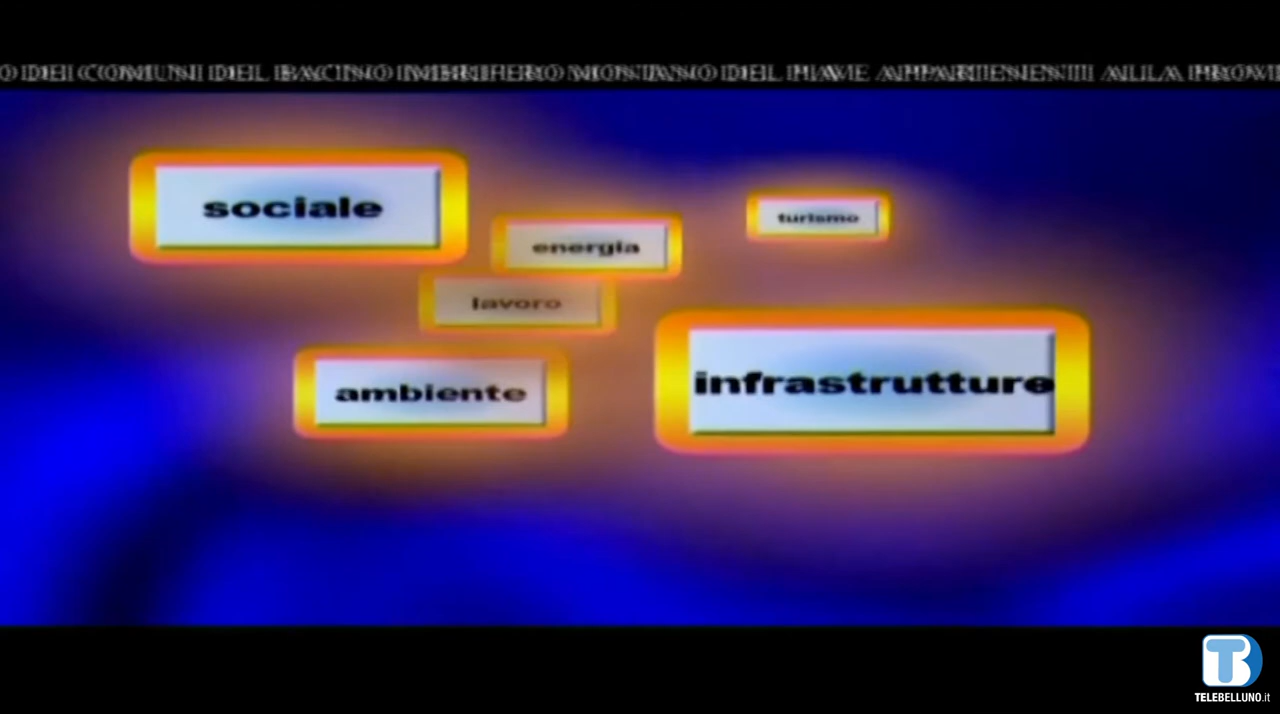 O DEI COMUNI DEL BACINO IMBRIFERO MONTANO DEL PIAVE APPARTENENTI ALLA PROVI
sociale
turismo
energia
lavoro
ambiente
infrastrutture
TB
TELEBELLUNO.it